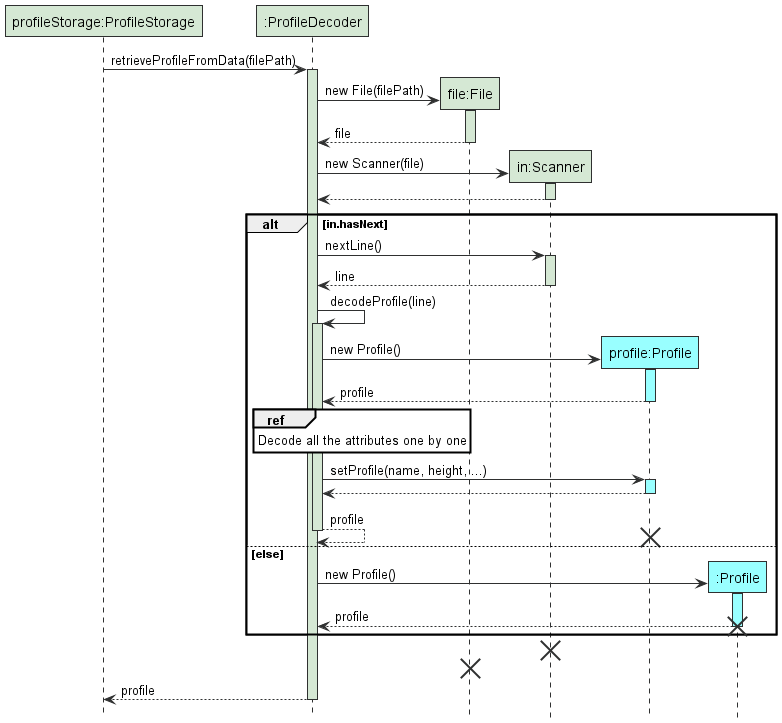 profileStorage:ProfileStorage
:ProfileDecoder
retrieveProfileFromData(filePath)
new File(filePath)
file:File
file
new Scanner(file)
in:Scanner
alt
[in.hasNext]
nextLine()
line
decodeProfile(line)
new Profile()
profile:Profile
profile
ref
Decode all the attributes one by one
setProfile(name, height, ...)
profile
[else]
new Profile()
:Profile
profile
profile